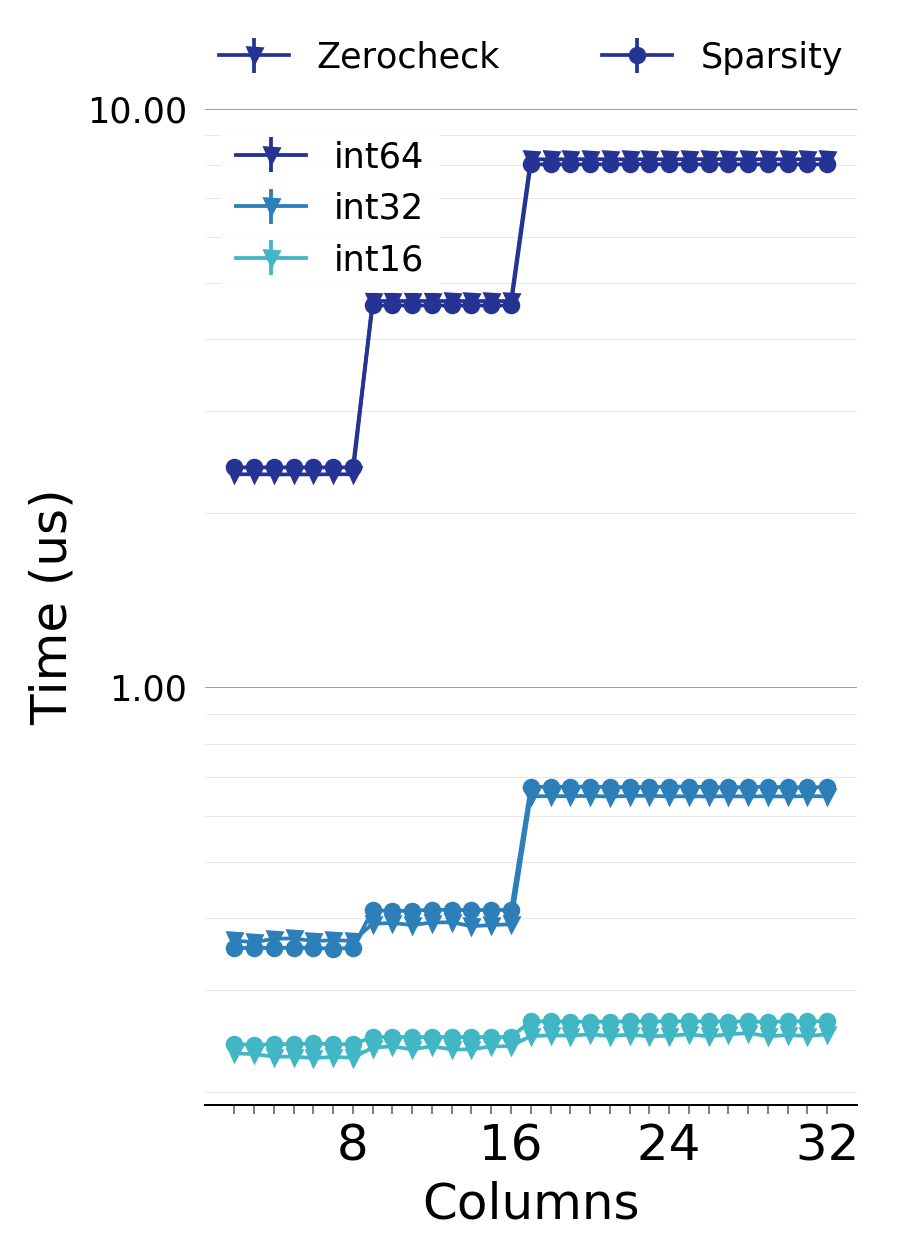 Zerocheck Sparsity
10.00
int64
int32
int16
Time (us)
1.00
8 16 24 32
Columns